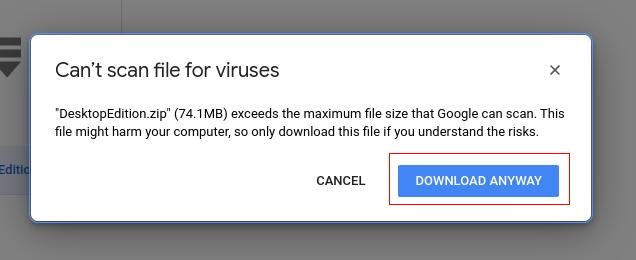 Can't scan file for viruses
"DesktopEdition.zip" (74.1MB) exceeds the maximum file size that Google can scan. This
file might harm your computer, so only download this file if you understand the risks.
Editio
CANCEL
DOWNLOAD ANYWAY